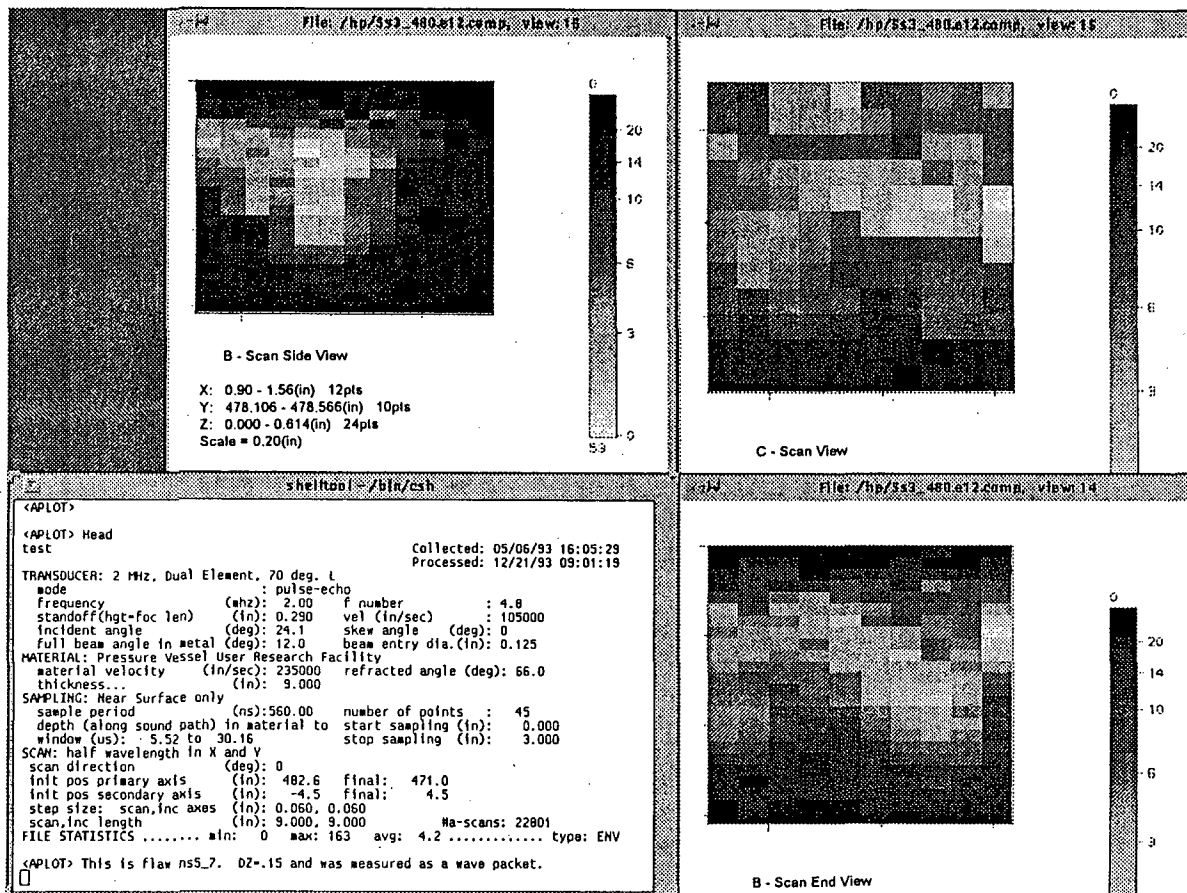 File: /hp/5s3_480.e12.comp, view: 16
0
20
14
10
6
3
0
59
B - Scan Side View
X: 0.90 - 1.56(in) 12pts
Y: 478.106 - 478.566(in) 10pts
Z: 0.000 - 0.614(in) 24pts
Scale = 0.20(in)
File: /hp/5s3_480.e12.comp, view: 15
0
20
14
10
6
3
C - Scan View
shelltool - /bin/csh
<APLOT>
<APLOT> Head
test Collected: 05/06/93 16:05:29
Processed: 12/21/93 09:01:19
TRANSDUCER: 2 MHz, Dual Element, 70 deg. L
mode : pulse-echo
frequency (mhz): 2.00 f number : 4.8
standoff(hgt+foc len) (in): 0.290 vel (in/sec) : 105000
incident angle (deg): 24.1 skew angle (deg): 0
full beam angle in metal (deg): 12.0 beam entry dia.(in): 0.125
MATERIAL: Pressure Vessel User Research Facility
material velocity (in/sec): 235000 refracted angle (deg): 66.0
thickness... (in): 9.000
SAMPLING: Near Surface only
sample period (ns):560.00 number of points : 45
depth (along sound path) in material to start sampling (in): 0.000
window (us): 5.52 to 30.16 stop sampling (in): 3.000
SCAN: half wavelength in X and Y
scan direction (deg): 0
init pos primary axis (in): 482.6 final: 471.0
init pos secondary axis (in): -4.5 final: 4.5
step size: scan,inc axes (in): 0.060, 0.060
scan,inc length (in): 9.000, 9.000 #a-scans: 22801
FILE STATISTICS ........ min: 0 max: 163 avg: 4.2 ............. type: ENV
<APLOT> This is flaw ns5_7. DZ=.15 and was measured as a wave packet.
File: /hp/5s3_480.e12.comp, view: 14
0
20
14
10
6
3
B - Scan End View